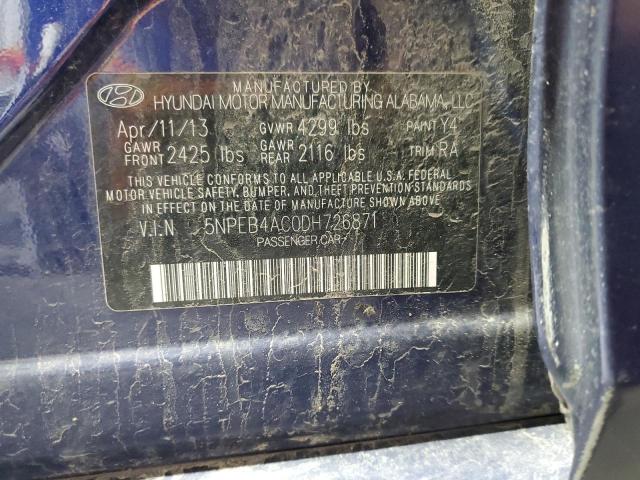 MANUFACTURED BY
HYUNDAI MOTOR MANUFACTURING ALABAMA, LLC
Apr/11/13 GVWR 4299 lbs PAINT Y4
GAWR FRONT 2425 lbs GAWR REAR 2116 lbs TRIM RA
THIS VEHICLE CONFORMS TO ALL APPLICABLE U.S.A. FEDERAL
MOTOR VEHICLE SAFETY, BUMPER, AND THEFT PREVENTION STANDARDS
IN EFFECT ON THE DATE OF MANUFACTURE SHOWN ABOVE.
V.I.N 5NPEB4AC0DH726871
PASSENGER CAR